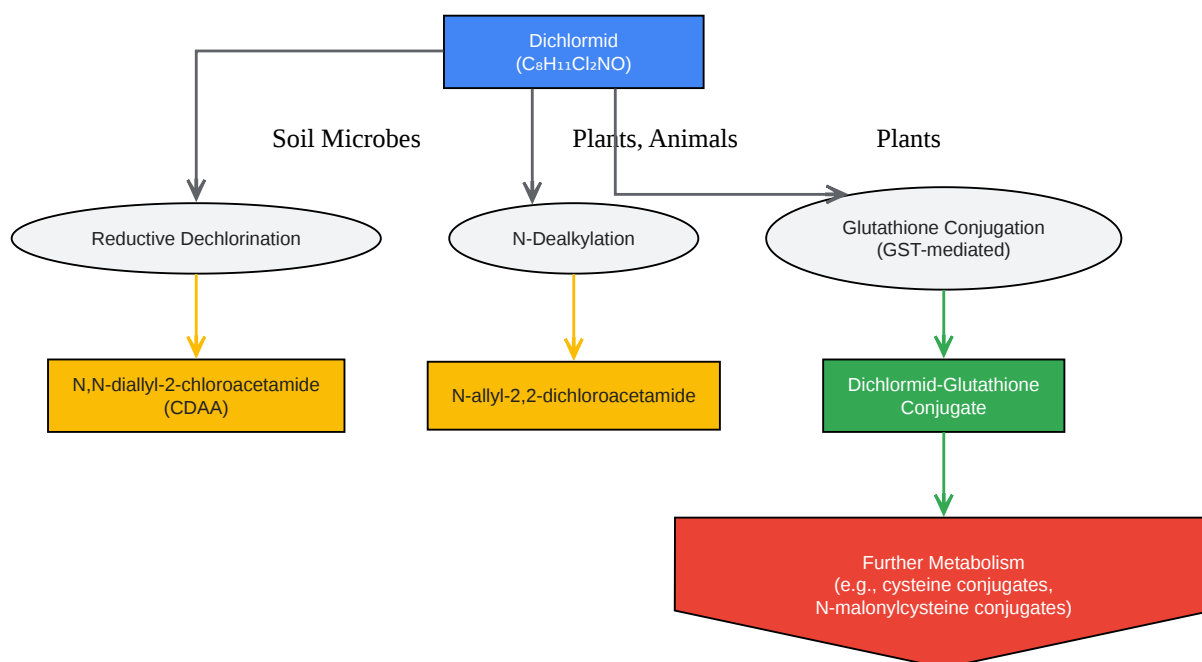 Dichlormid
(C₈H₁₁Cl₂NO)
Soil Microbes
Plants, Animals
Plants
Reductive Dechlorination
N-Dealkylation
Glutathione Conjugation
(GST-mediated)
N,N-diallyl-2-chloroacetamide
(CDAA)
N-allyl-2,2-dichloroacetamide
Dichlormid-Glutathione
Conjugate
Further Metabolism
(e.g., cysteine conjugates,
N-malonylcysteine conjugates)